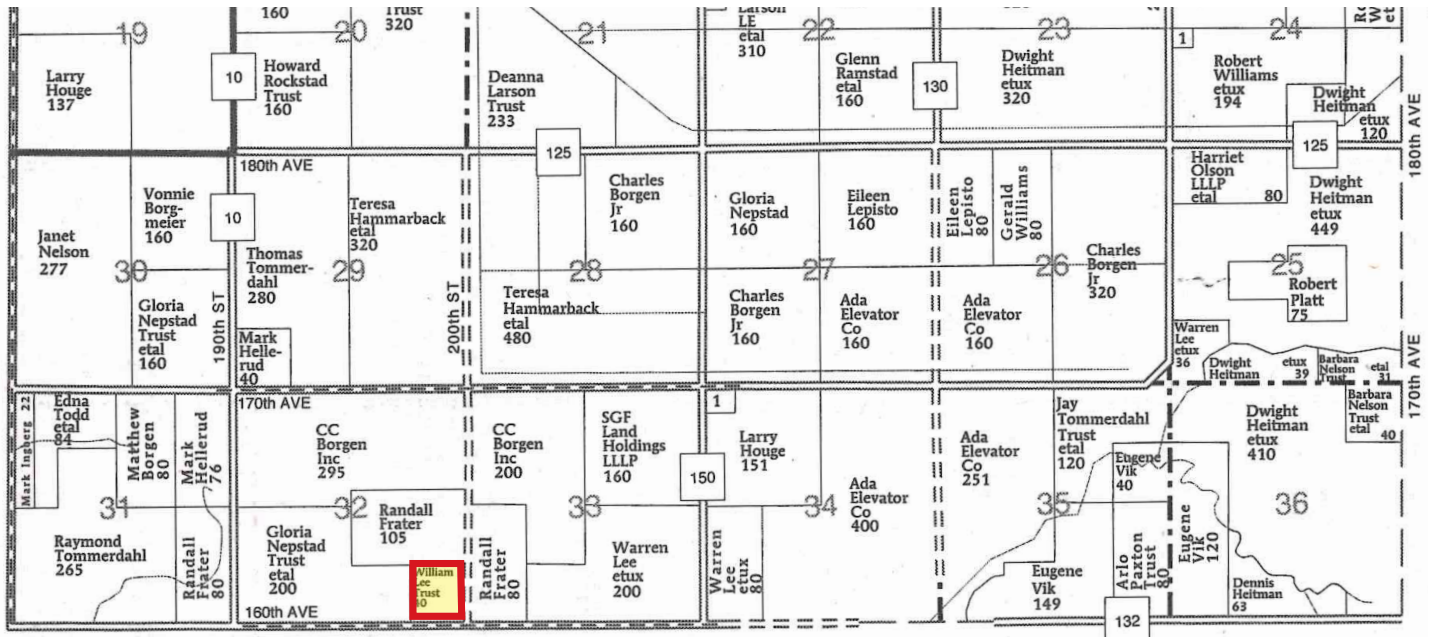 160
Trust
320
19
20
21
Larson
LE
etal
310
22
23
24
1
Larry
Houge
137
10
Howard
Rockstad
Trust
160
Deanna
Larson
Trust
233
Glenn
Ramstad
etal
160
130
Dwight
Heitman
etux
320
Robert
Williams
etux
194
Dwight
Heitman
etux
120
180th AVE
125
125
180th AVE
Janet
Nelson
277
Vonnie
Borg-
meier
160
10
30
Gloria
Nepstad
Trust
etal
160
190th ST
Thomas
Tommer-
dahl
280
Mark
Helle-
rud
40
Teresa
Hammarback
etal
320
29
200th ST
Charles
Borgen
Jr
160
28
Teresa
Hammarback
etal
480
Gloria
Nepstad
160
Eileen
Lepisto
160
27
Charles
Borgen
Jr
160
Ada
Elevator
Co
160
Eileen
Lepisto
80
Gerald
Williams
80
26
Charles
Borgen
Jr
320
Ada
Elevator
Co
160
Harriet
Olson
LLLP
etal 80
Dwight
Heitman
etux
449
25
Robert
Platt
75
Warren
Lee
etux
36
Dwight
Heitman
etux
39
Barbara
Nelson
Trust
etal
31
170th AVE
170th AVE
Mark Ingberg 2.2
Edna
Todd
etal
84
Matthew
Borgen
80
Mark
Hellerud
76
31
Raymond
Tommerdahl
265
Randall
Frater
80
CC
Borgen
Inc
295
32
Randall
Frater
105
Gloria
Nepstad
Trust
etal
200
William
Lee
Trust
40
160th AVE
CC
Borgen
Inc
200
SGF
Land
Holdings
LLLP
160
33
Randall
Frater
80
Warren
Lee
etux
200
1
150
Larry
Houge
151
34
Ada
Elevator
Co
400
Warren
Lee
etux
80
Ada
Elevator
Co
251
Jay
Tommerdahl
Trust
etal
120
35
Eugene
Vik
40
Eugene
Vik
149
Arlo
Faxton
Trust
80
132
Eugene
Vik
120
Dwight
Heitman
etux
410
36
Barbara
Nelson
Trust
etal
40
Dennis
Heitman
63